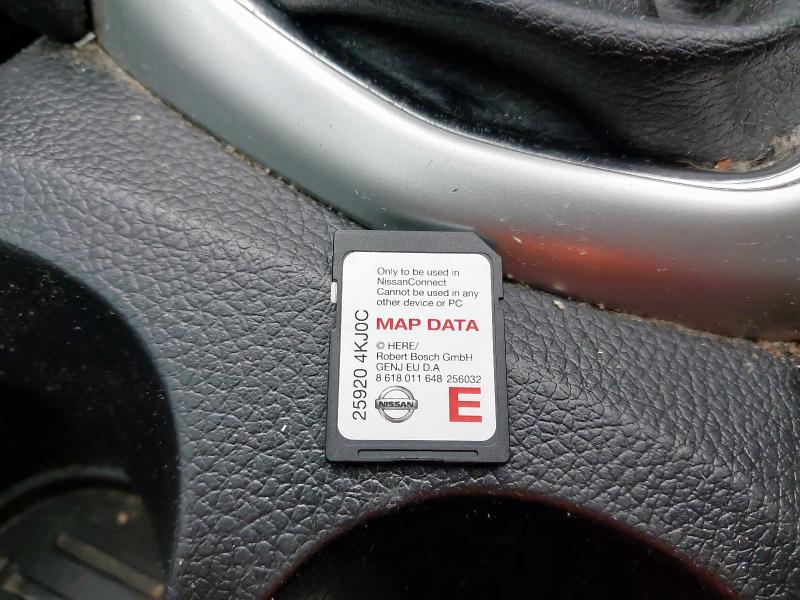 Only to be used in
NissanConnect
Cannot be used in any
other device or PC
MAP DATA
© HERE/
Robert Bosch GmbH
GENJ EU D.A
8 618 011 648 256032
25920 4KJ0C
NISSAN
E